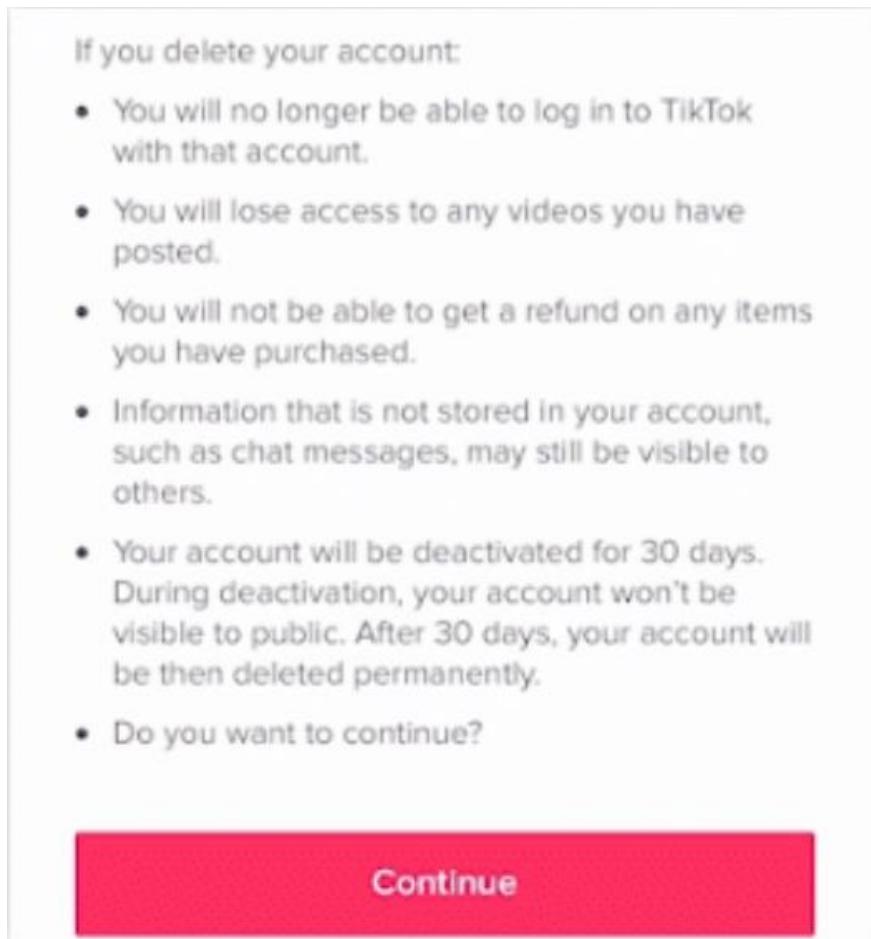 If you delete your account:
• You will no longer be able to log in to TikTok
with that account.
• You will lose access to any videos you have
posted.
• You will not be able to get a refund on any items
you have purchased.
• Information that is not stored in your account,
such as chat messages, may still be visible to
others.
• Your account will be deactivated for 30 days.
During deactivation, your account won't be
visible to public. After 30 days, your account will
be then deleted permanently.
• Do you want to continue?
Continue